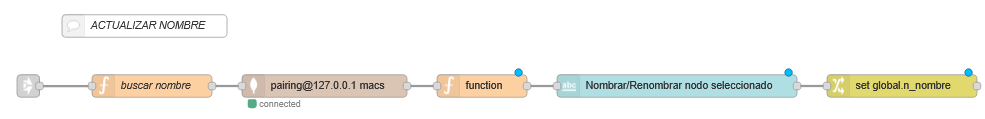 ACTUALIZAR NOMBRE
buscar nombre
pairing@127.0.0.1 macs
function
abc
Nombrar/Renombrar nodo seleccionado
set global.n_nombre
connected